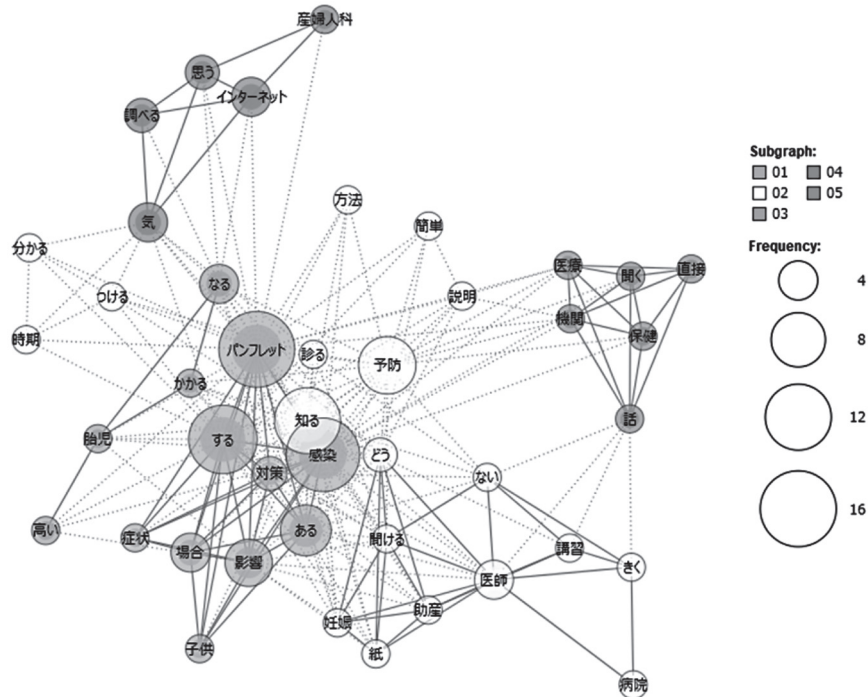 産婦人科
思う
インターネット
調べる
気
方法
簡単
分かる
なる
つける
説明
医療
聞く
直接
機関
保健
時期
パンフレット
診る
予防
かかる
知る
話
胎児
する
感染
どう
対策
ない
高い
症状
場合
影響
ある
聞ける
講習
医師
きく
助産
妊娠
子供
紙
病院
Subgraph:
01 04
02 05
03
Frequency:
4
8
12
16